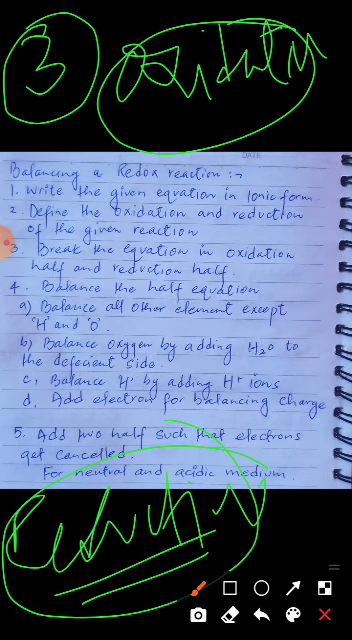 3 Oxidation
DATE
Balancing a Redox reaction :-
1. Write the given equation in Ionic form.
2. Define the oxidation and reduction
of the given reaction
3. Break the Equation in oxidation
half and reduction half.
4. Balance the half equation
a) Balance all other element except
'H' and 'O'.
b) Balance oxygen by adding H2O to
the defecient side.
c, Balance H by adding H+ ions
d, Add electron for balancing charge
5. Add two half such that electrons
get cancelled.
For neutral and acidic medium.
Reduction